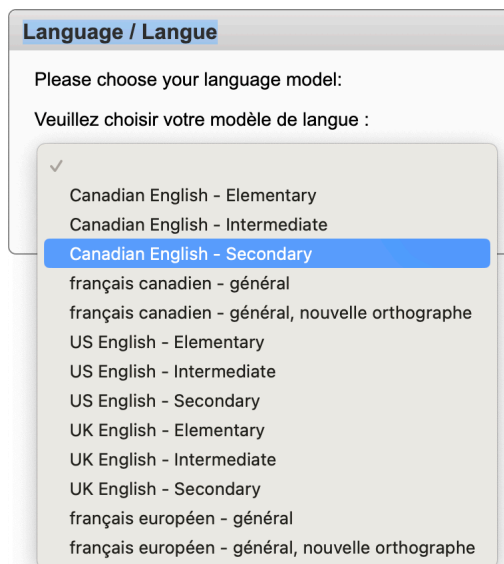 Language / Langue
Please choose your language model:
Veuillez choisir votre modèle de langue :
Canadian English - Elementary
Canadian English - Intermediate
Canadian English - Secondary
français canadien - général
français canadien - général, nouvelle orthographe
US English - Elementary
US English - Intermediate
US English - Secondary
UK English - Elementary
UK English - Intermediate
UK English - Secondary
français européen - général
français européen - général, nouvelle orthographe